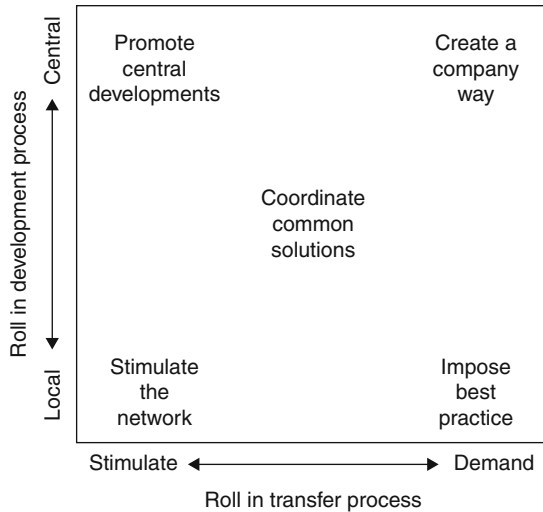 Promote
central
developments
Create a
company
way
Coordinate
common
solutions
Stimulate
the
network
Impose
best
practice
Central
Roll in development process
Local
Stimulate
Demand
Roll in transfer process